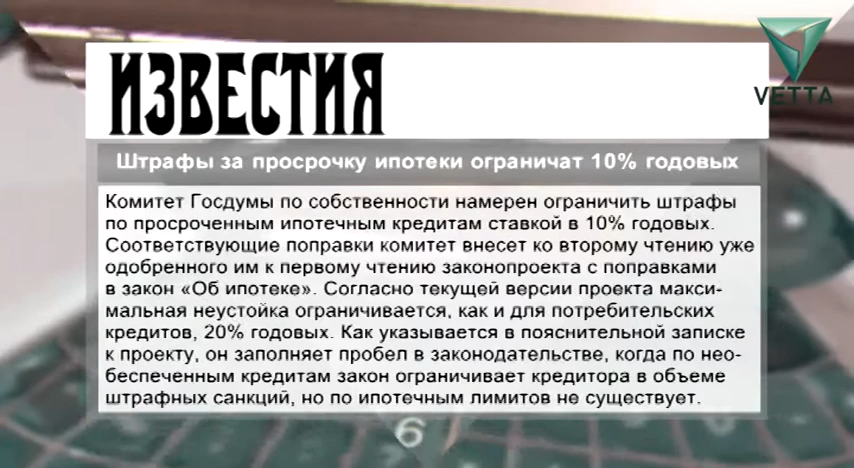 ИЗВЕСТИЯ
VETTA
Штрафы за просрочку ипотеки ограничат 10% годовых
Комитет Госдумы по собственности намерен ограничить штрафы
по просроченным ипотечным кредитам ставкой в 10% годовых.
Соответствующие поправки комитет внесет ко второму чтению уже
одобренного им к первому чтению законопроекта с поправками
в закон «Об ипотеке». Согласно текущей версии проекта макси-
мальная неустойка ограничивается, как и для потребительских
кредитов, 20% годовых. Как указывается в пояснительной записке
к проекту, он заполняет пробел в законодательстве, когда по нео-
беспеченным кредитам закон ограничивает кредитора в объеме
штрафных санкций, но по ипотечным лимитов не существует.
6